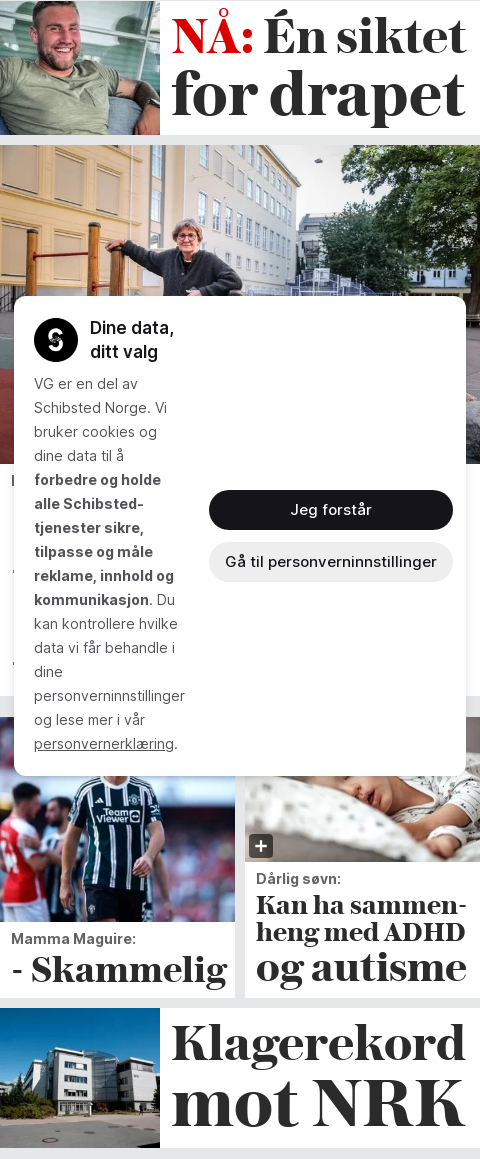 NÅ: Én siktet
for drapet
Dine data,
ditt valg
VG er en del av
Schibsted Norge. Vi
bruker cookies og
dine data til å
forbedre og holde
alle Schibsted-
tjenester sikre,
tilpasse og måle
reklame, innhold og
kommunikasjon. Du
kan kontrollere hvilke
data vi får behandle i
dine
personverninnstillinger
og lese mer i vår
personvernerklæring.
Jeg forstår
Gå til personverninnstillinger
TeamViewer
Mamma Maguire:
- Skammelig
Dårlig søvn:
Kan ha sammen-
heng med ADHD
og autisme
Klagerekord
mot NRK